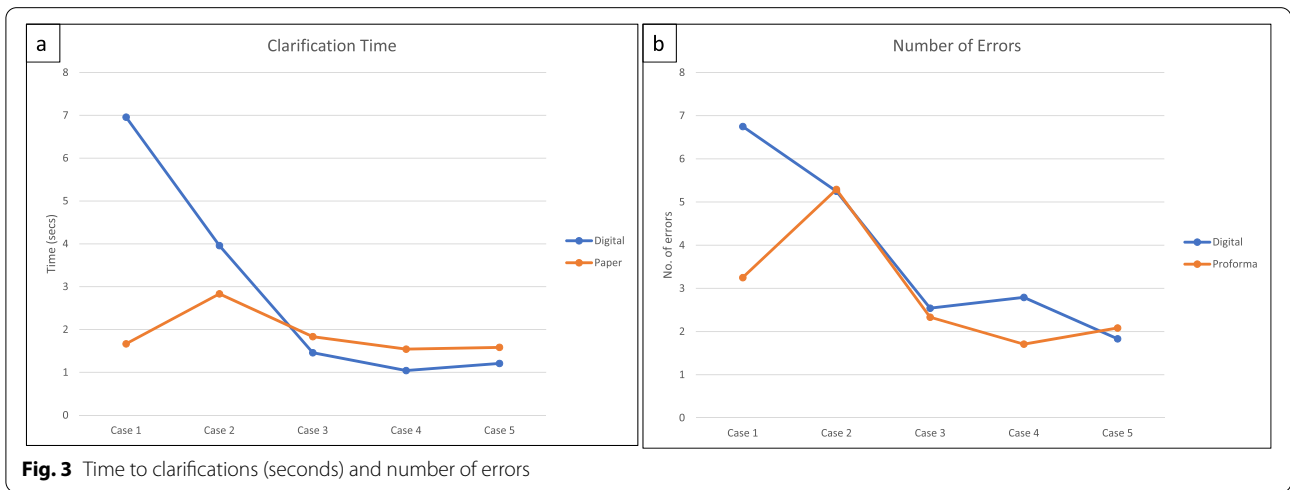 a
Clarification Time
8
7
6
5
4
3
2
1
0
Time (secs)
Case 1 Case 2 Case 3 Case 4 Case 5
Digital
Paper
b
Number of Errors
8
7
6
5
4
3
2
1
0
No. of errors
Case 1 Case 2 Case 3 Case 4 Case 5
Digital
Proforma
Fig. 3 Time to clarifications (seconds) and number of errors